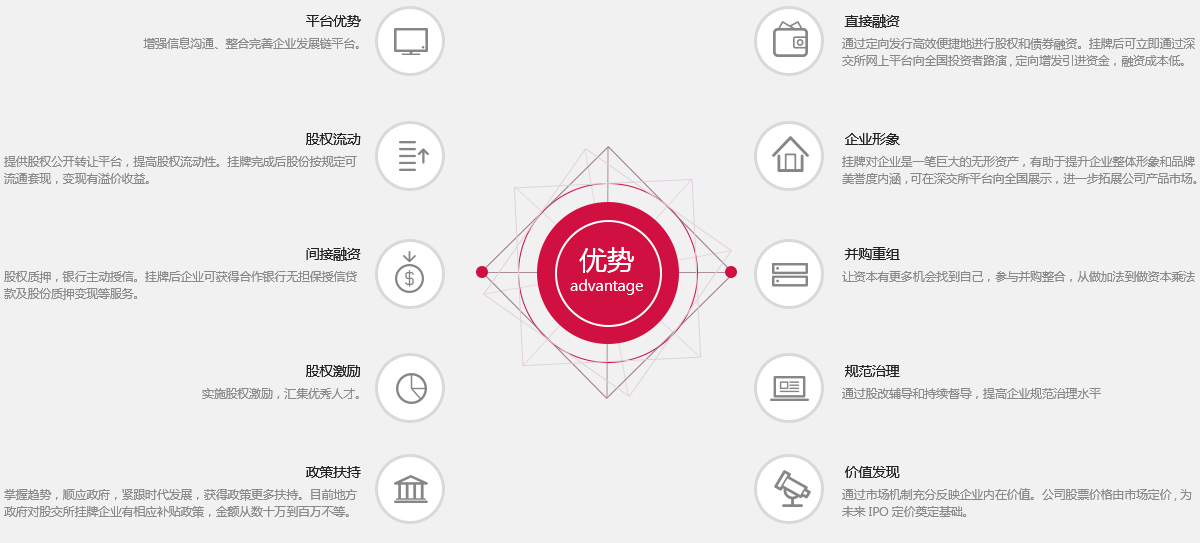 平台优势
增强信息沟通、整合完善企业发展链平台。
股权流动
提供股权公开转让平台，提高股权流动性。挂牌完成后股份按规定可
流通套现，变现有溢价收益。
间接融资
股权质押，银行主动授信。挂牌后企业可获得合作银行无担保授信贷
款及股份质押变现等服务。
股权激励
实施股权激励，汇集优秀人才。
政策扶持
掌握趋势，顺应政府，紧跟时代发展，获得政策更多扶持。目前地方
政府对股交所挂牌企业有相应补贴政策，金额从数十万到百万不等。
优势
advantage
直接融资
通过定向发行高效便捷地进行股权和债券融资。挂牌后可立即通过深
交所网上平台向全国投资者路演，定向增发引进资金，融资成本低。
企业形象
挂牌对企业是一笔巨大的无形资产，有助于提升企业整体形象和品牌
美誉度内涵，可在深交所平台向全国展示，进一步拓展公司产品市场。
并购重组
让资本有更多机会找到自己，参与并购整合，从做加法到做资本乘法
规范治理
通过股改辅导和持续督导，提高企业规范治理水平
价值发现
通过市场机制充分反映企业内在价值。公司股票价格由市场定价，为
未来 IPO 定价奠定基础。